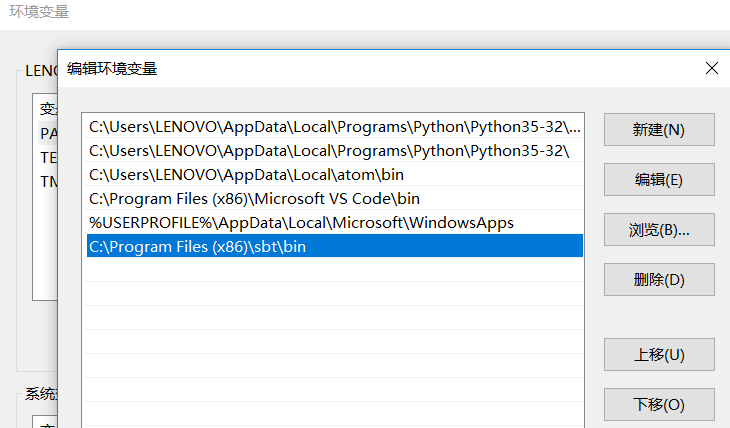 环境变量
编辑环境变量
LENO
变
PA
TE
TM
C:\Users\LENOVO\AppData\Local\Programs\Python\Python35-32\...
C:\Users\LENOVO\AppData\Local\Programs\Python\Python35-32\
C:\Users\LENOVO\AppData\Local\atom\bin
C:\Program Files (x86)\Microsoft VS Code\bin
%USERPROFILE%\AppData\Local\Microsoft\WindowsApps
C:\Program Files (x86)\sbt\bin
新建(N)
编辑(E)
浏览(B)...
删除(D)
上移(U)
下移(O)
系统